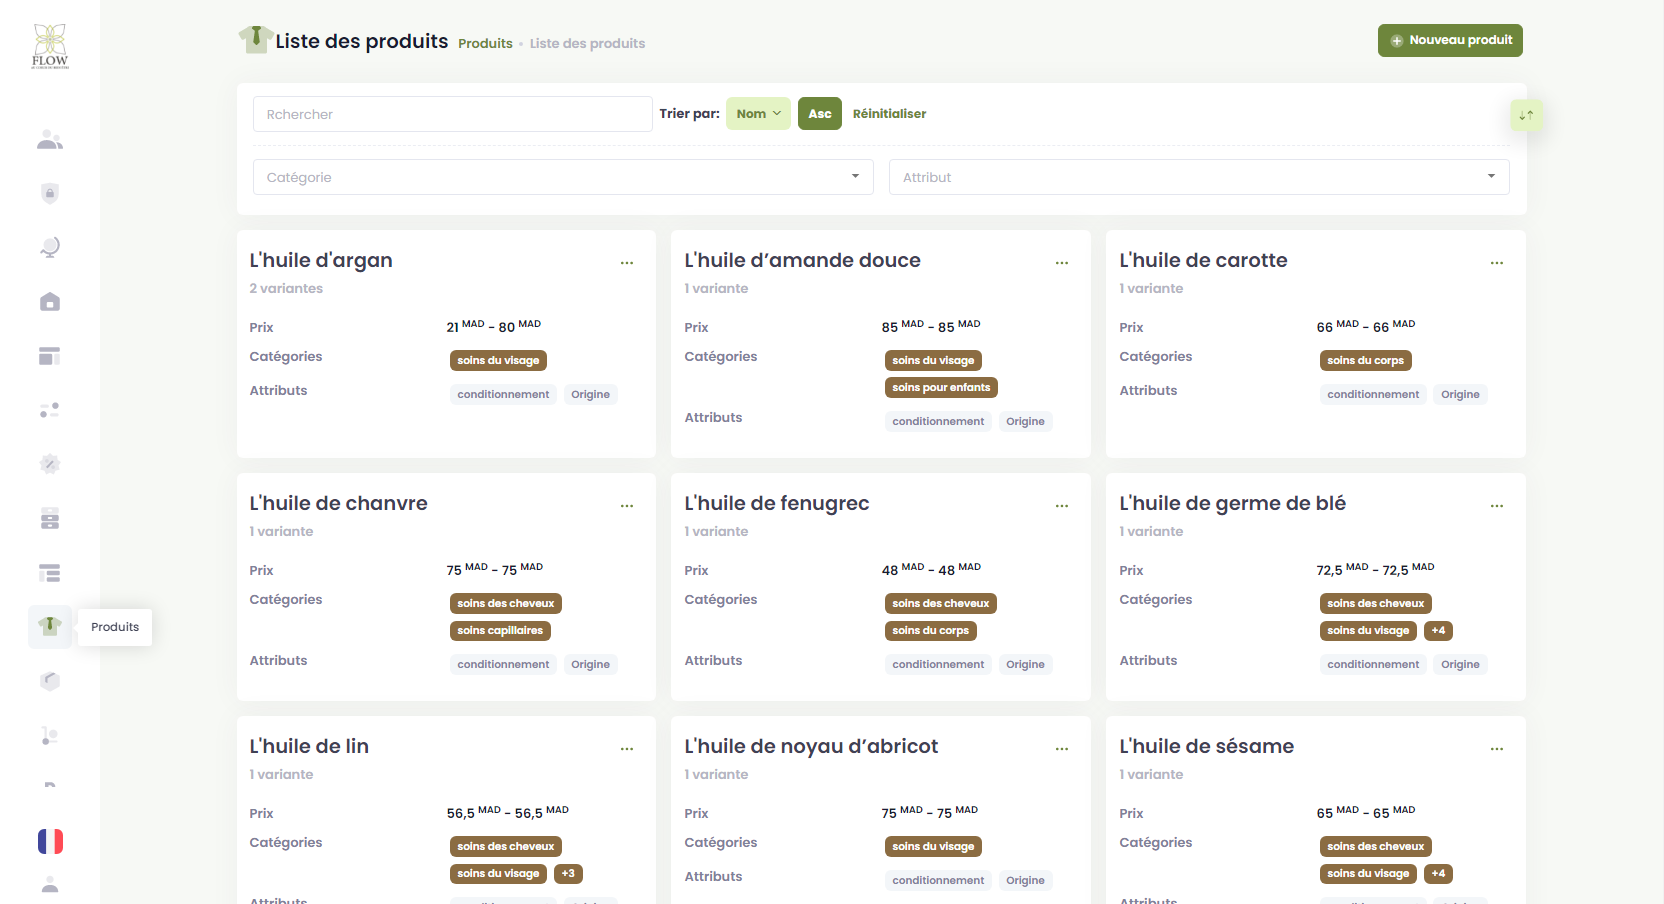 FLOW
Liste des produits
Produits • Liste des produits
Nouveau produit
Rchercher
Trier par: Nom Asc Réinitialiser
Catégorie
Attribut
L'huile d'argan
2 variantes
Prix 21 MAD - 80 MAD
Catégories soins du visage
Attributs conditionnement Origine
L'huile d’amande douce
1 variante
Prix 85 MAD - 85 MAD
Catégories soins du visage
soins pour enfants
Attributs conditionnement Origine
L'huile de carotte
1 variante
Prix 66 MAD - 66 MAD
Catégories soins du corps
Attributs conditionnement Origine
L'huile de chanvre
1 variante
Prix 75 MAD - 75 MAD
Catégories soins des cheveux
soins capillaires
Attributs conditionnement Origine
L'huile de fenugrec
1 variante
Prix 48 MAD - 48 MAD
Catégories soins des cheveux
soins du corps
Attributs conditionnement Origine
L'huile de germe de blé
1 variante
Prix 72,5 MAD - 72,5 MAD
Catégories soins des cheveux
soins du visage +4
Attributs conditionnement Origine
Produits
L'huile de lin
1 variante
Prix 56,5 MAD - 56,5 MAD
Catégories soins des cheveux
soins du visage +3
Attributs
L'huile de noyau d’abricot
1 variante
Prix 75 MAD - 75 MAD
Catégories soins du visage
Attributs conditionnement Origine
L'huile de sésame
1 variante
Prix 65 MAD - 65 MAD
Catégories soins des cheveux
soins du visage +4
Attributs